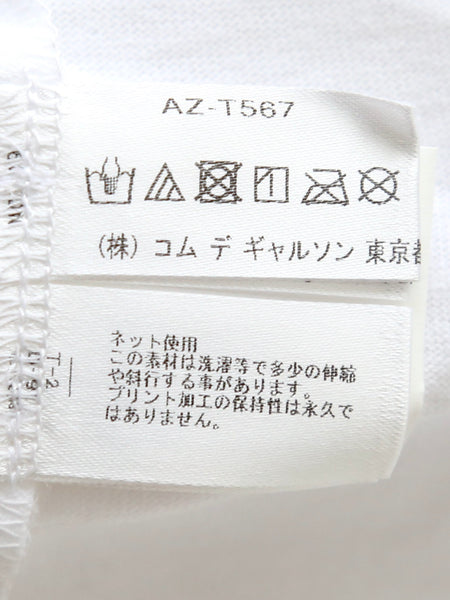 AZ-T567
(株) コム デ ギャルソン 東京都
ネット使用
この素材は洗濯等で多少の伸縮
や斜行する事があります。
プリント加工の保持性は永久で
はありません。
T-2